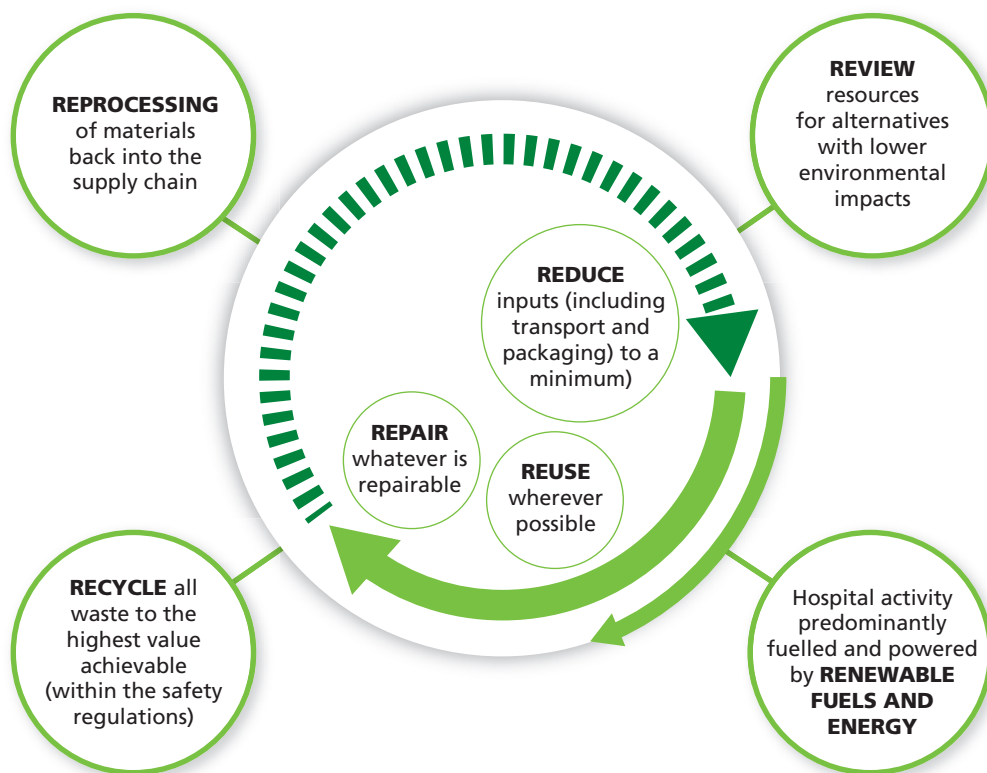 REPROCESSING
of materials
back into the
supply chain
REVIEW
resources
for alternatives
with lower
environmental
impacts
REDUCE
inputs (including
transport and
packaging) to a
minimum)
REPAIR
whatever is
repairable
REUSE
wherever
possible
RECYCLE all
waste to the
highest value
achievable
(within the safety
regulations)
Hospital activity
predominantly
fuelled and powered
by RENEWABLE
FUELS AND
ENERGY